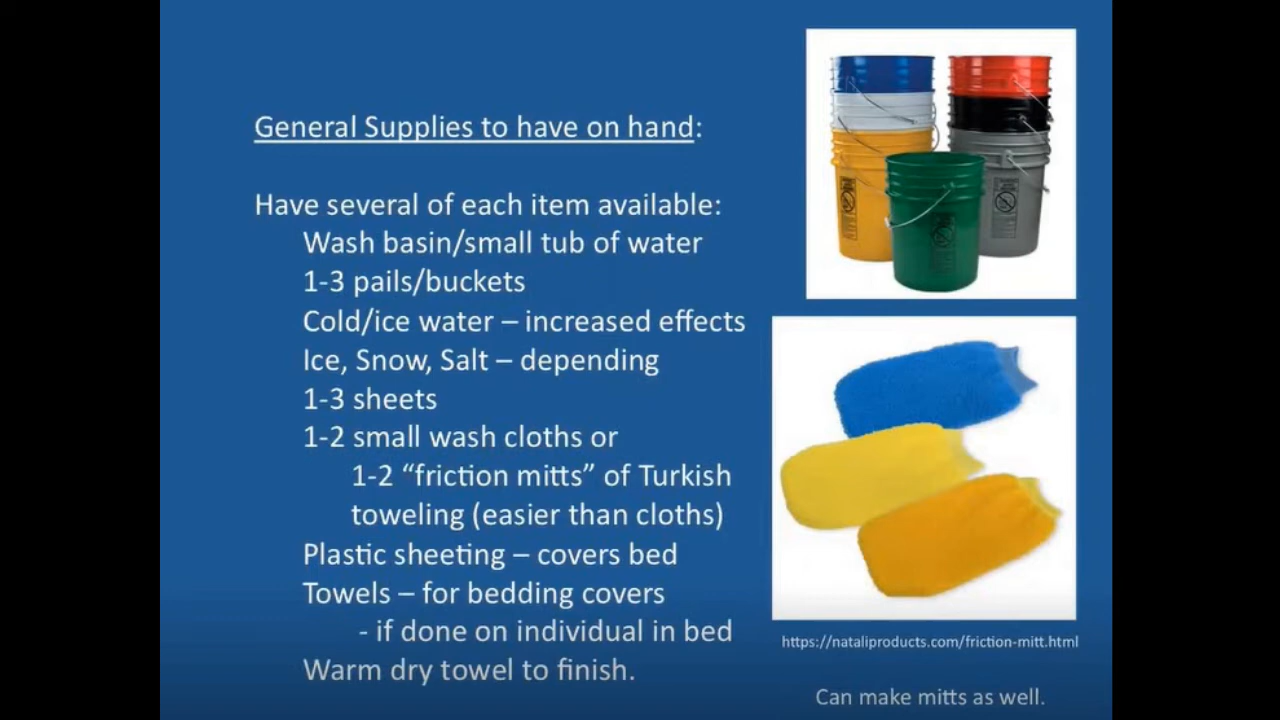 General Supplies to have on hand:
Have several of each item available:
Wash basin/small tub of water
1-3 pails/buckets
Cold/ice water – increased effects
Ice, Snow, Salt – depending
1-3 sheets
1-2 small wash cloths or
1-2 “friction mitts” of Turkish
toweling (easier than cloths)
Plastic sheeting – covers bed
Towels – for bedding covers
- if done on individual in bed
Warm dry towel to finish.
https://nataliproducts.com/friction-mitt.html
Can make mitts as well.